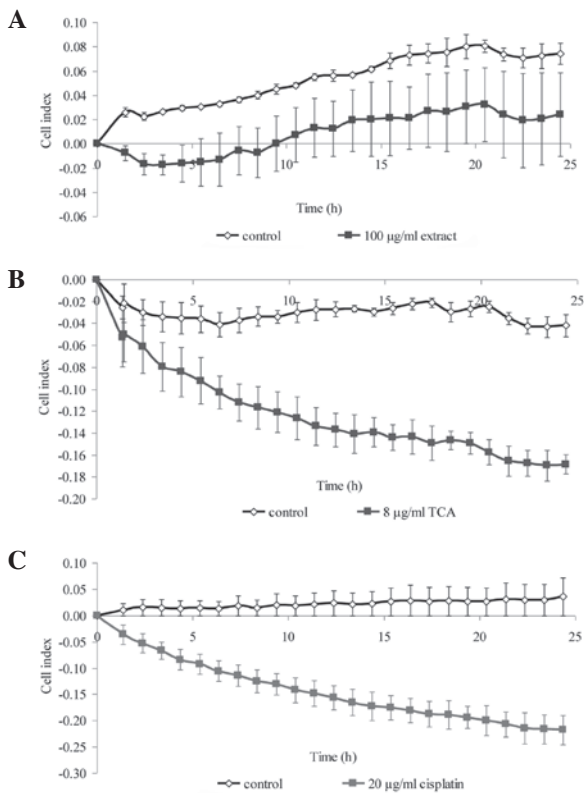 A
0.10
0.08
0.06
0.04
0.02
0.00
-0.02
-0.04
-0.06
Cell index
0 5 10 15 20 25
Time (h)
control 100 µg/ml extract
B
0.00
-0.02
-0.04
-0.06
-0.08
-0.10
-0.12
-0.14
-0.16
-0.18
-0.20
Cell index
0 5 10 15 20 25
Time (h)
control 8 µg/ml TCA
C
0.10
0.05
0.00
-0.05
-0.10
-0.15
-0.20
-0.25
-0.30
Cell index
0 5 10 15 20 25
Time (h)
control 20 µg/ml cisplatin